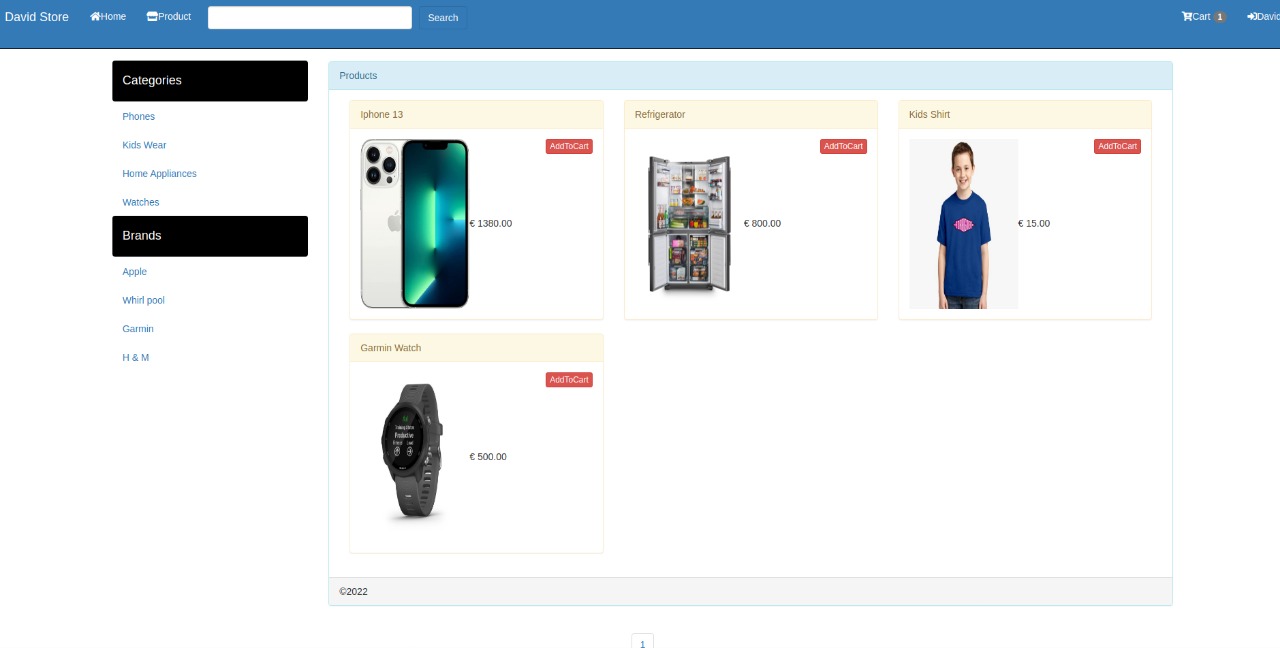 David Store Home Product Search Cart 1 David
Categories
Phones
Kids Wear
Home Appliances
Watches
Brands
Apple
Whirl pool
Garmin
H & M
Products
Iphone 13
AddToCart
€ 1380.00
Refrigerator
AddToCart
€ 800.00
Kids Shirt
AddToCart
€ 15.00
Garmin Watch
AddToCart
Productive
€ 500.00
©2022
1